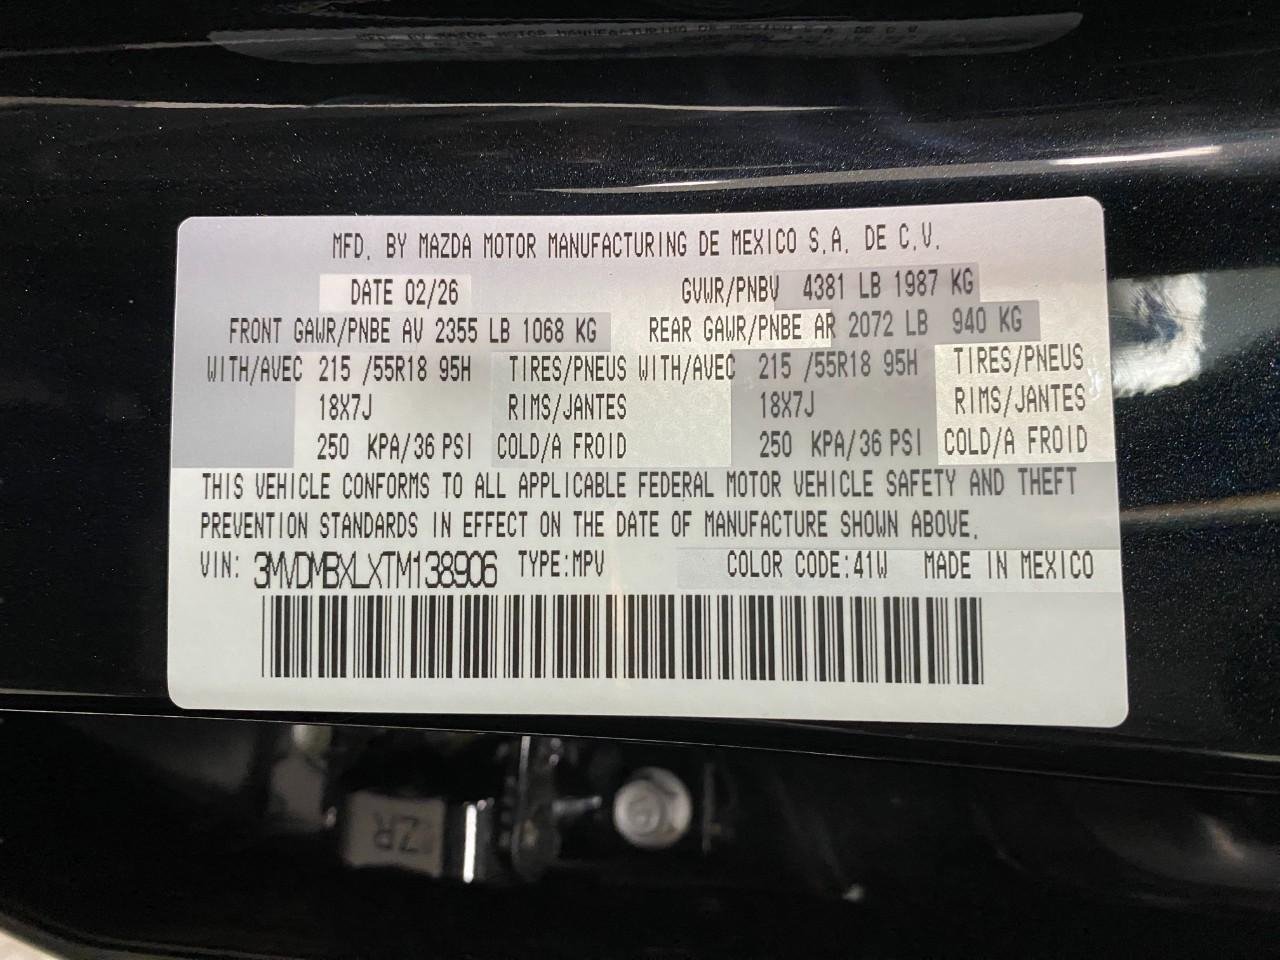 MFD. BY MAZDA MOTOR MANUFACTURING DE MEXICO S.A. DE C.V.
DATE 02/26 GVWR/PNBV 4381 LB 1987 KG
FRONT GAWR/PNBE AV 2355 LB 1068 KG REAR GAWR/PNBE AR 2072 LB 940 KG
WITH/AVEC 215 /55R18 95H TIRES/PNEUS WITH/AVEC 215 /55R18 95H TIRES/PNEUS
18X7J RIMS/JANTES 18X7J RIMS/JANTES
250 KPA/36 PSI COLD/A FROID 250 KPA/36 PSI COLD/A FROID
THIS VEHICLE CONFORMS TO ALL APPLICABLE FEDERAL MOTOR VEHICLE SAFETY AND THEFT
PREVENTION STANDARDS IN EFFECT ON THE DATE OF MANUFACTURE SHOWN ABOVE.
VIN: 3MVDMBXLXTM138906 TYPE:MPV COLOR CODE:41W MADE IN MEXICO
ZR